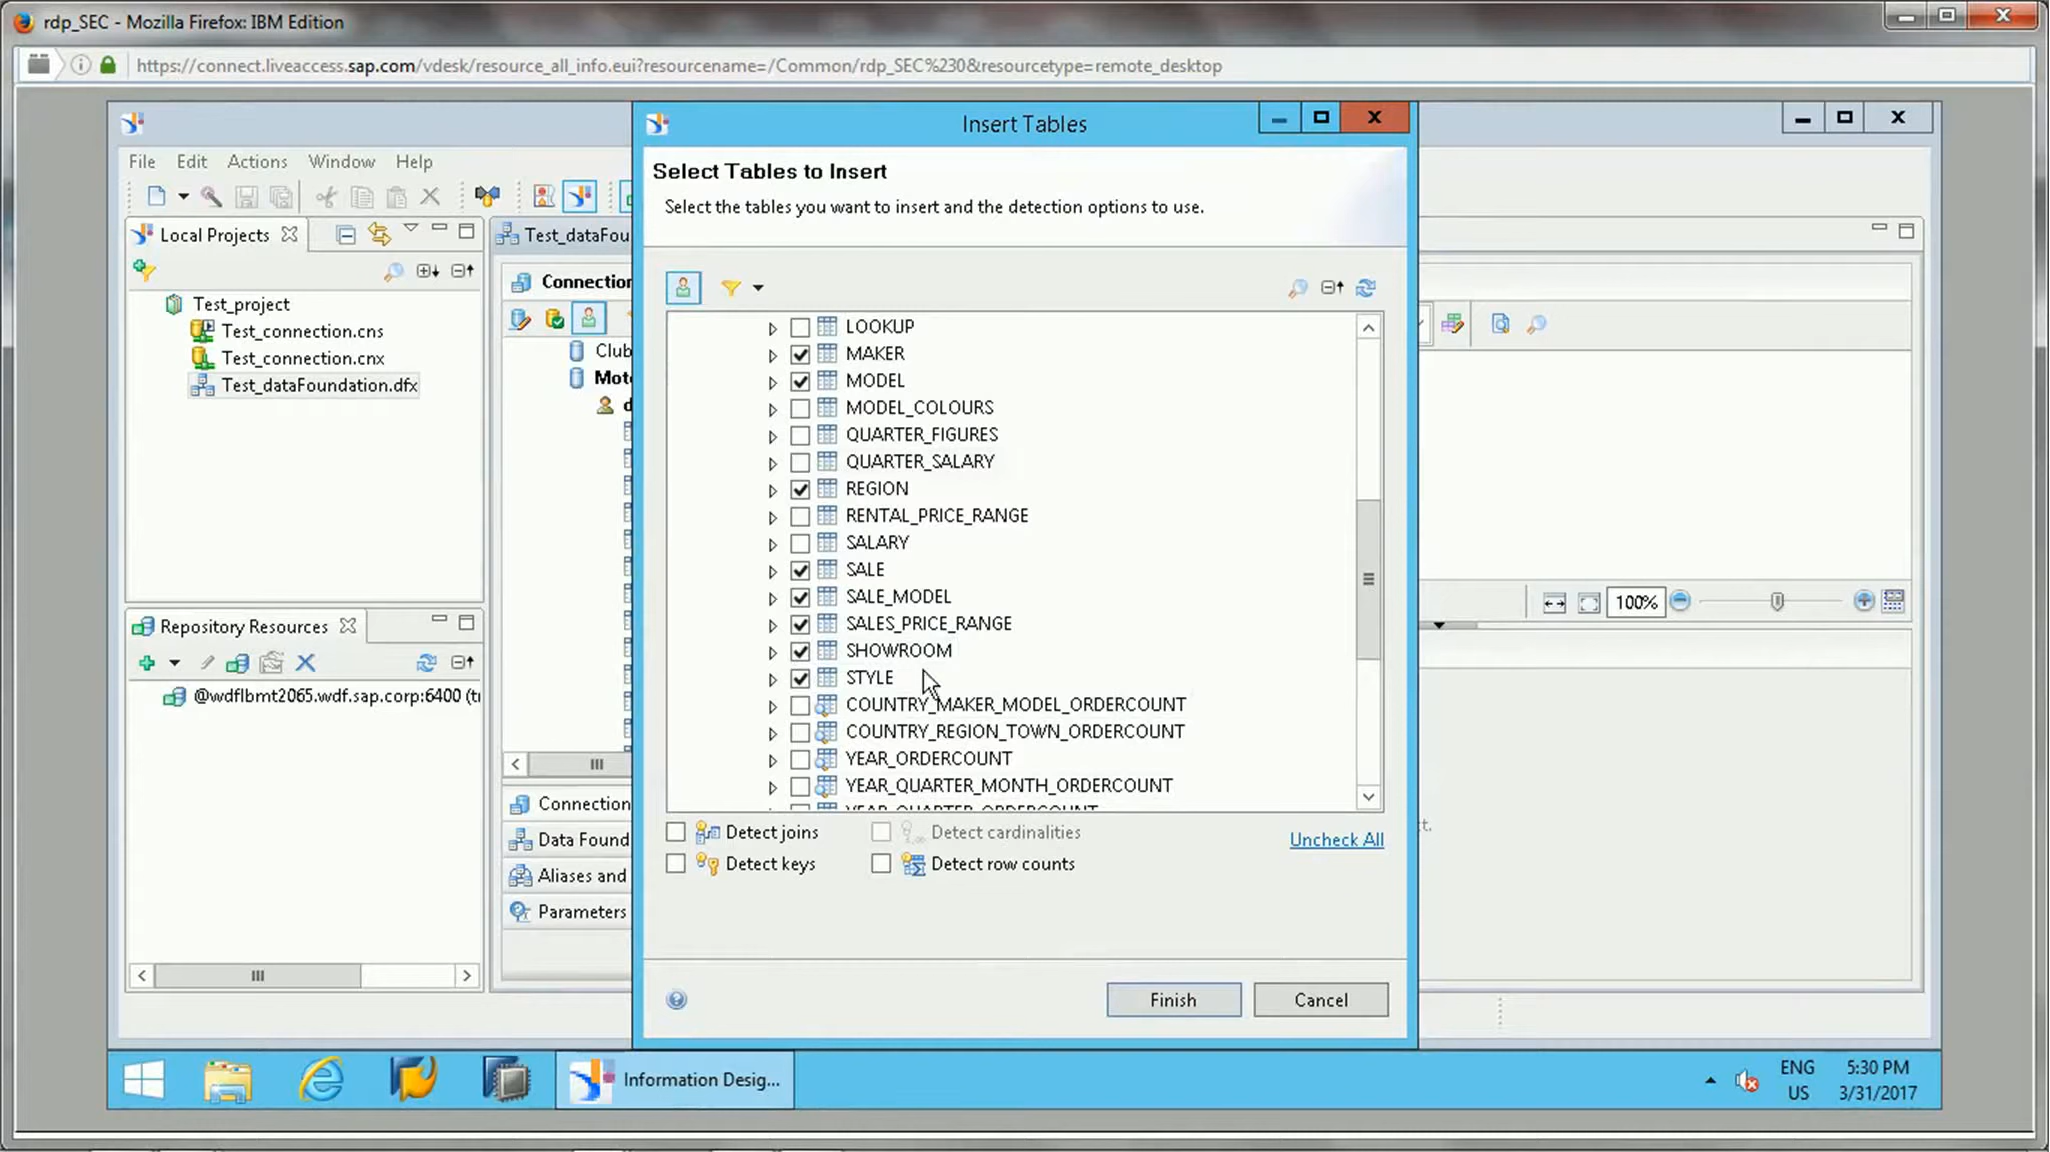 rdp_SEC - Mozilla Firefox: IBM Edition
https://connect.liveaccess.sap.com/vdesk/resource_all_info.eui?resourcename=/Common/rdp_SEC%230&resourcetype=remote_desktop
Insert Tables
File Edit Actions Window Help
Select Tables to Insert
Select the tables you want to insert and the detection options to use.
Local Projects
Test_project
Test_connection.cns
Test_connection.cnx
Test_dataFoundation.dfx
Repository Resources
@wdflbmt2065.wdf.sap.corp:6400 (t
Test_dataFou
Connection
Club
Moto
d
Connection
Data Found
Aliases and
Parameters
LOOKUP
MAKER
MODEL
MODEL_COLOURS
QUARTER_FIGURES
QUARTER_SALARY
REGION
RENTAL_PRICE_RANGE
SALARY
SALE
SALE_MODEL
SALES_PRICE_RANGE
SHOWROOM
STYLE
COUNTRY_MAKER_MODEL_ORDERCOUNT
COUNTRY_REGION_TOWN_ORDERCOUNT
YEAR_ORDERCOUNT
YEAR_QUARTER_MONTH_ORDERCOUNT
YEAR_QUARTER_ORDERCOUNT
Detect joins
Detect cardinalities
Uncheck All
Detect keys
Detect row counts
Finish
Cancel
100%
ct.
Information Desig...
ENG
US
5:30 PM
3/31/2017